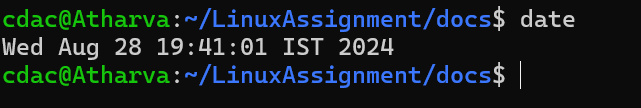 cdac@Atharva:~/LinuxAssignment/docs$ date
Wed Aug 28 19:41:01 IST 2024
cdac@Atharva:~/LinuxAssignment/docs$